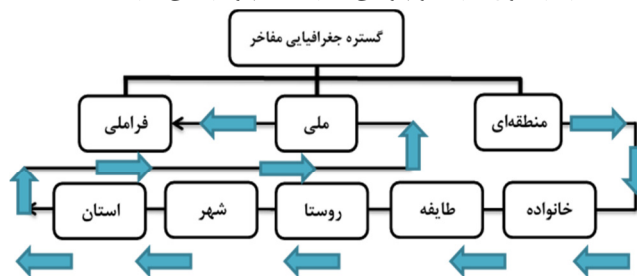 گستره جغرافیایی مفاخر
منطقه‌ای
ملی
فراملی
خانواده
طایفه
روستا
شهر
استان